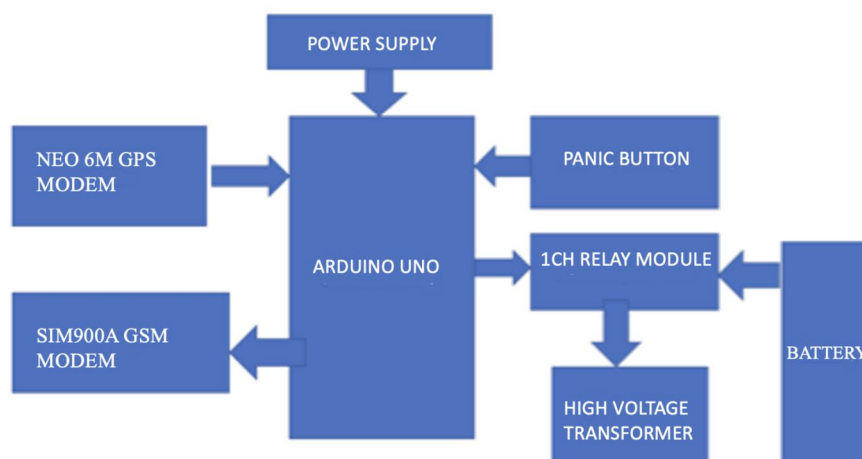 POWER SUPPLY
NEO 6M GPS
MODEM
PANIC BUTTON
ARDUINO UNO
1CH RELAY MODULE
SIM900A GSM
MODEM
BATTERY
HIGH VOLTAGE
TRANSFORMER